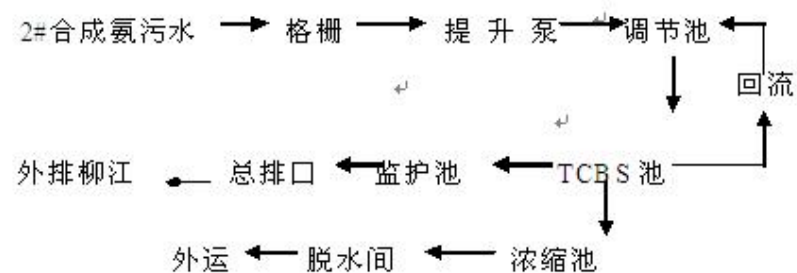 2#合成氨污水 格栅 提升泵 调节池
回流
外排柳江 总排口 监护池 TCBS池
外运 脱水间 浓缩池